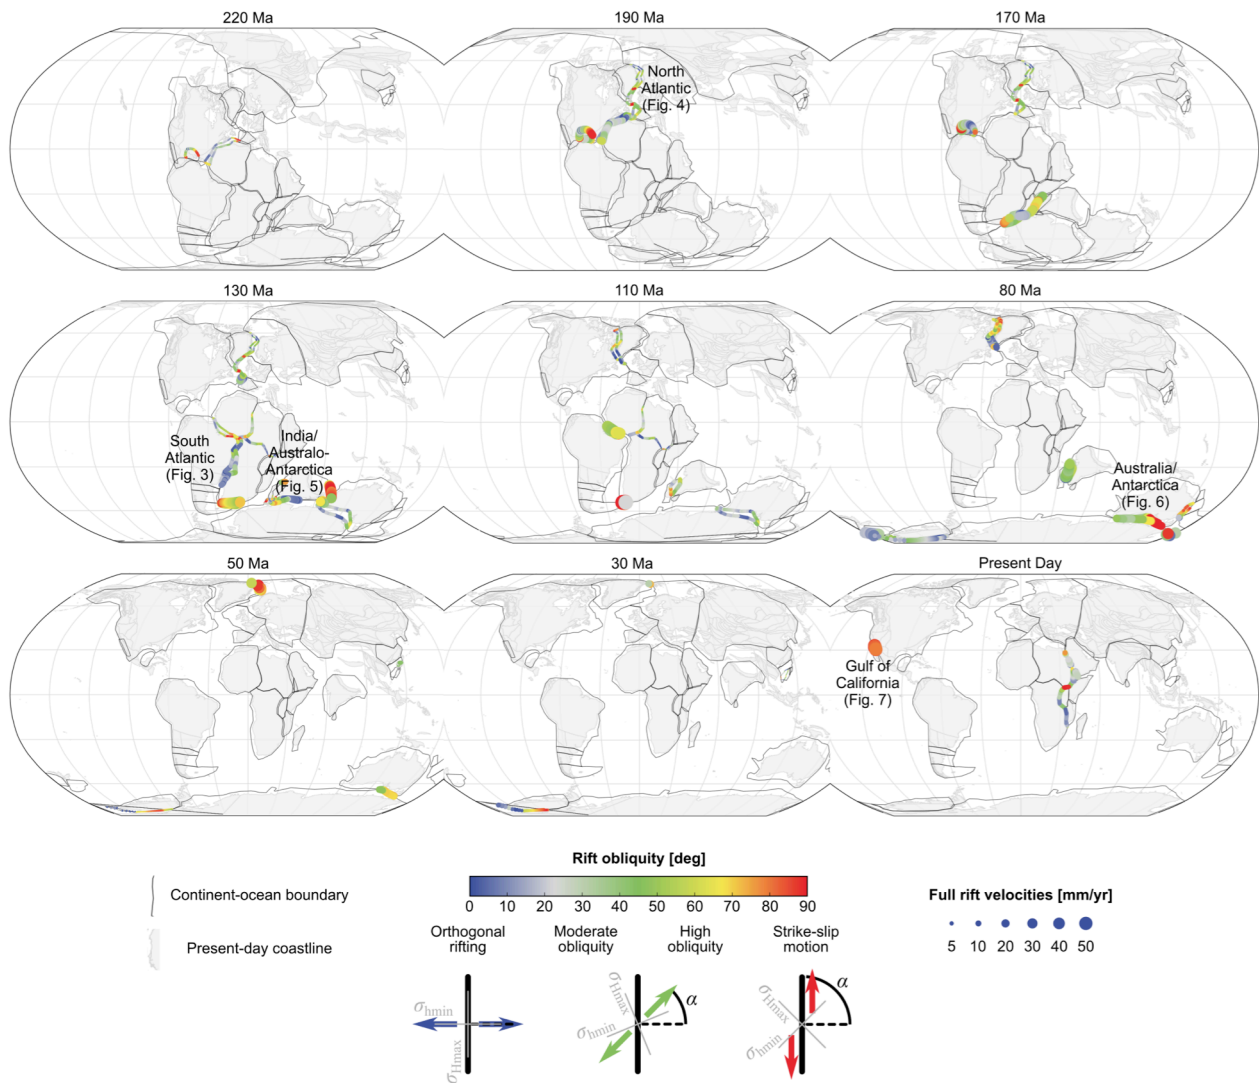 220 Ma
190 Ma
170 Ma
North
Atlantic
(Fig. 4)
130 Ma
110 Ma
80 Ma
South
Atlantic
(Fig. 3)
India/
Australo-
Antarctica
(Fig. 5)
Australia/
Antarctica
(Fig. 6)
50 Ma
30 Ma
Present Day
Gulf of
California
(Fig. 7)
Rift obliquity [deg]
0 10 20 30 40 50 60 70 80 90
Orthogonal
rifting
Moderate
obliquity
High
obliquity
Strike-slip
motion
Continent-ocean boundary
Present-day coastline
Full rift velocities [mm/yr]
5 10 20 30 40 50
σhmin
σHmax
σHmax
σhmin
α
σHmax
σhmin
α